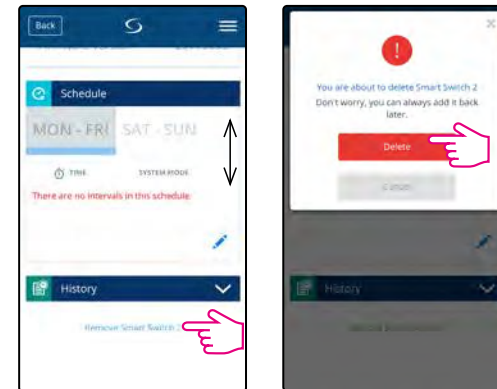 Back
Schedule
MON - FRI SAT - SUN
TIME SYSTEM MODE
There are no intervals in this schedule
History
Remove Smart Switch 2
You are about to delete Smart Switch 2
Don't worry, you can always add it back
later.
Delete
Cancel
History